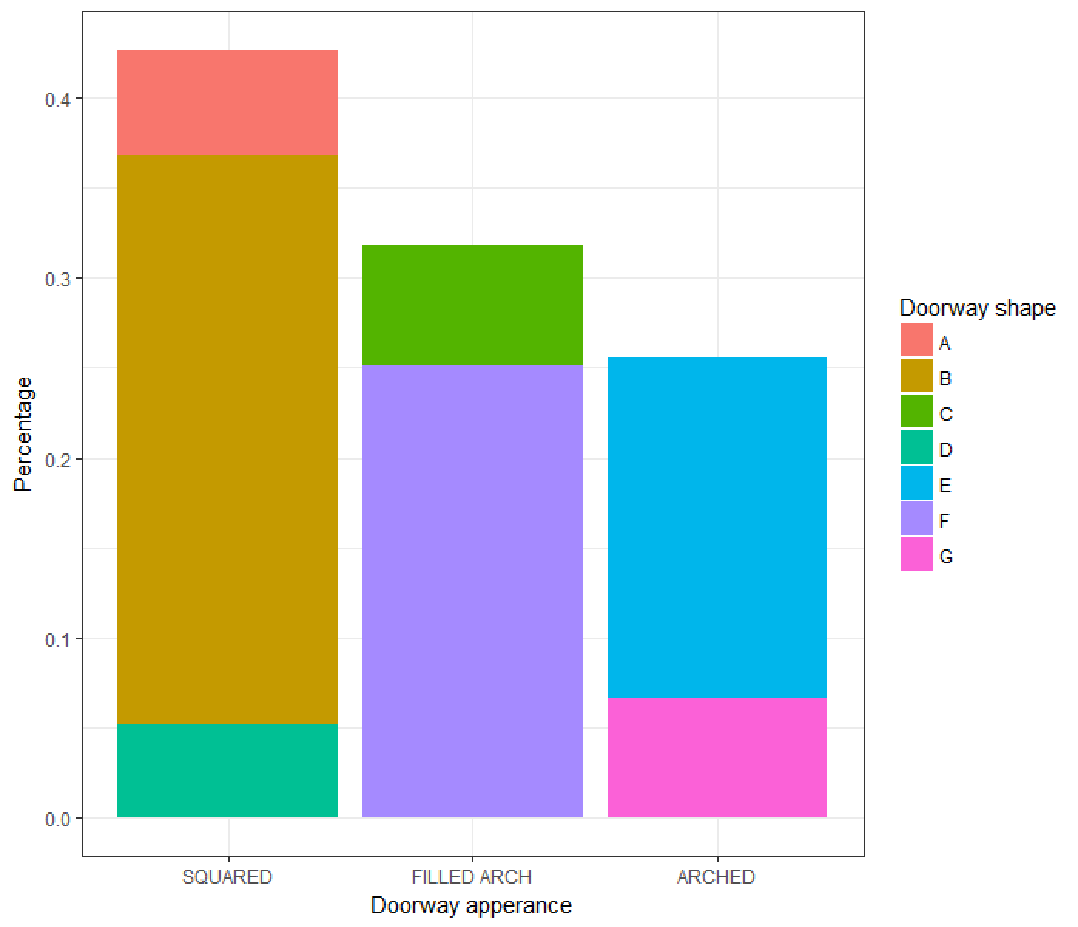 Percentage
0.4
0.3
0.2
0.1
0.0
SQUARED
FILLED ARCH
ARCHED
Doorway apperance
Doorway shape
A
B
C
D
E
F
G